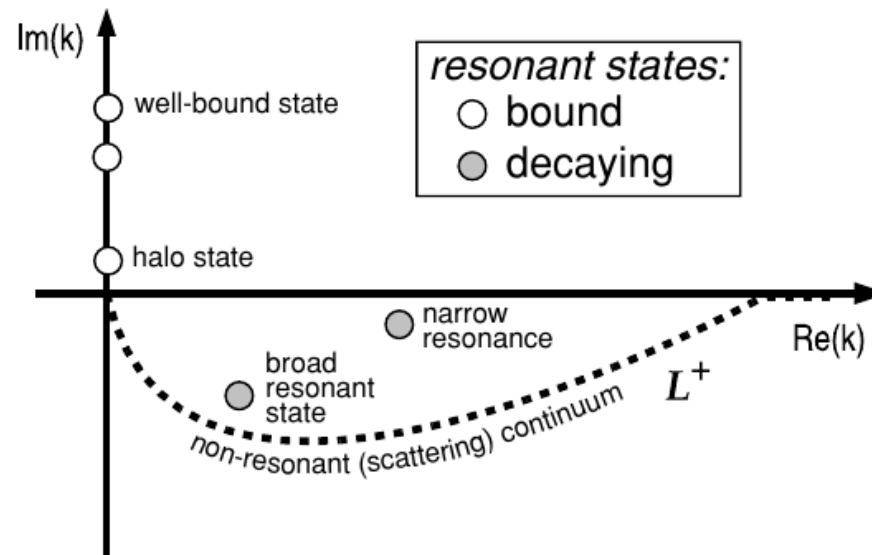 Im(k)
resonant states:
bound
decaying
well-bound state
halo state
narrow
resonance
Re(k)
broad
resonant
state
L+
non-resonant (scattering) continuum